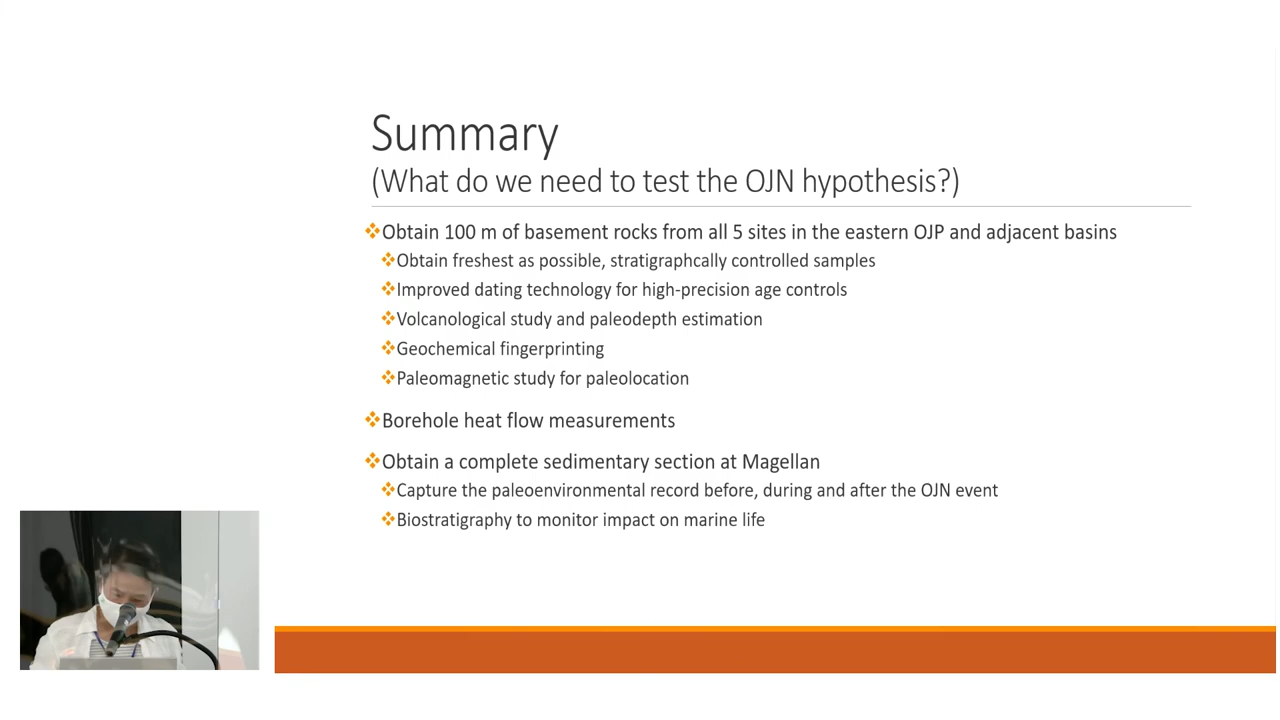 Summary
(What do we need to test the OJN hypothesis?)
❖Obtain 100 m of basement rocks from all 5 sites in the eastern OJP and adjacent basins
❖Obtain freshest as possible, stratigraphcally controlled samples
❖Improved dating technology for high-precision age controls
❖Volcanological study and paleodepth estimation
❖Geochemical fingerprinting
❖Paleomagnetic study for paleolocation
❖Borehole heat flow measurements
❖Obtain a complete sedimentary section at Magellan
❖Capture the paleoenvironmental record before, during and after the OJN event
❖Biostratigraphy to monitor impact on marine life